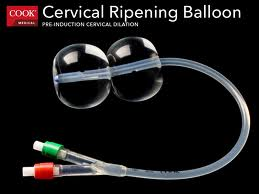 COOK
MEDICAL
Cervical Ripening Balloon
PRE-INDUCTION CERVICAL DILATION